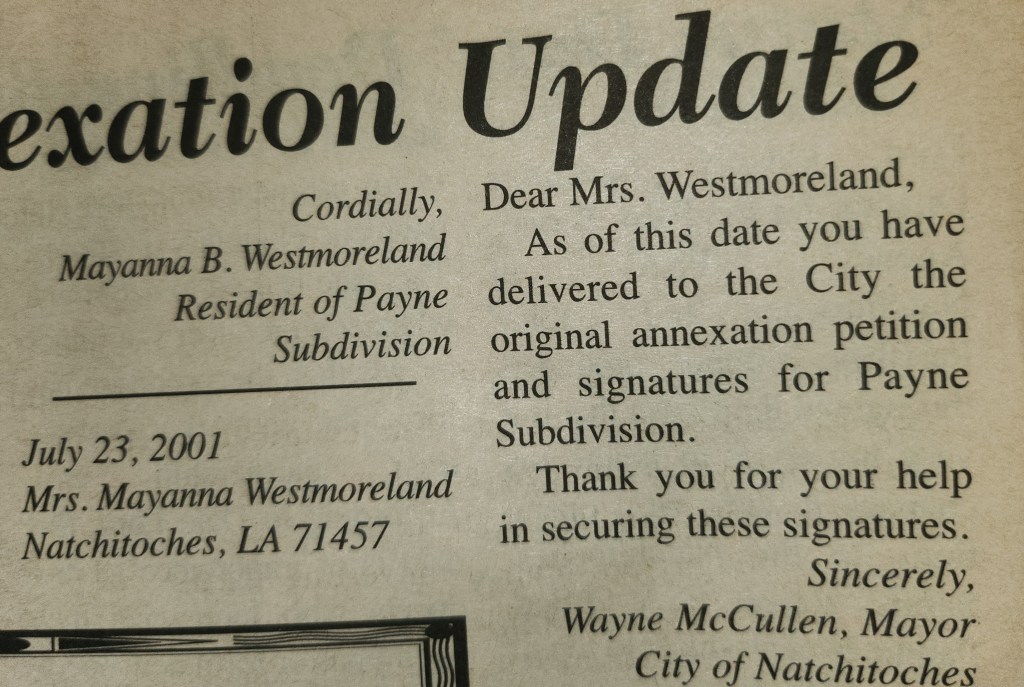 exation Update
Cordially,
Mayanna B. Westmoreland
Resident of Payne
Subdivision
July 23, 2001
Mrs. Mayanna Westmoreland
Natchitoches, LA 71457
Dear Mrs. Westmoreland,
As of this date you have
delivered to the City the
original annexation petition
and signatures for Payne
Subdivision.
Thank you for your help
in securing these signatures.
Sincerely,
Wayne McCullen, Mayor
City of Natchitoches